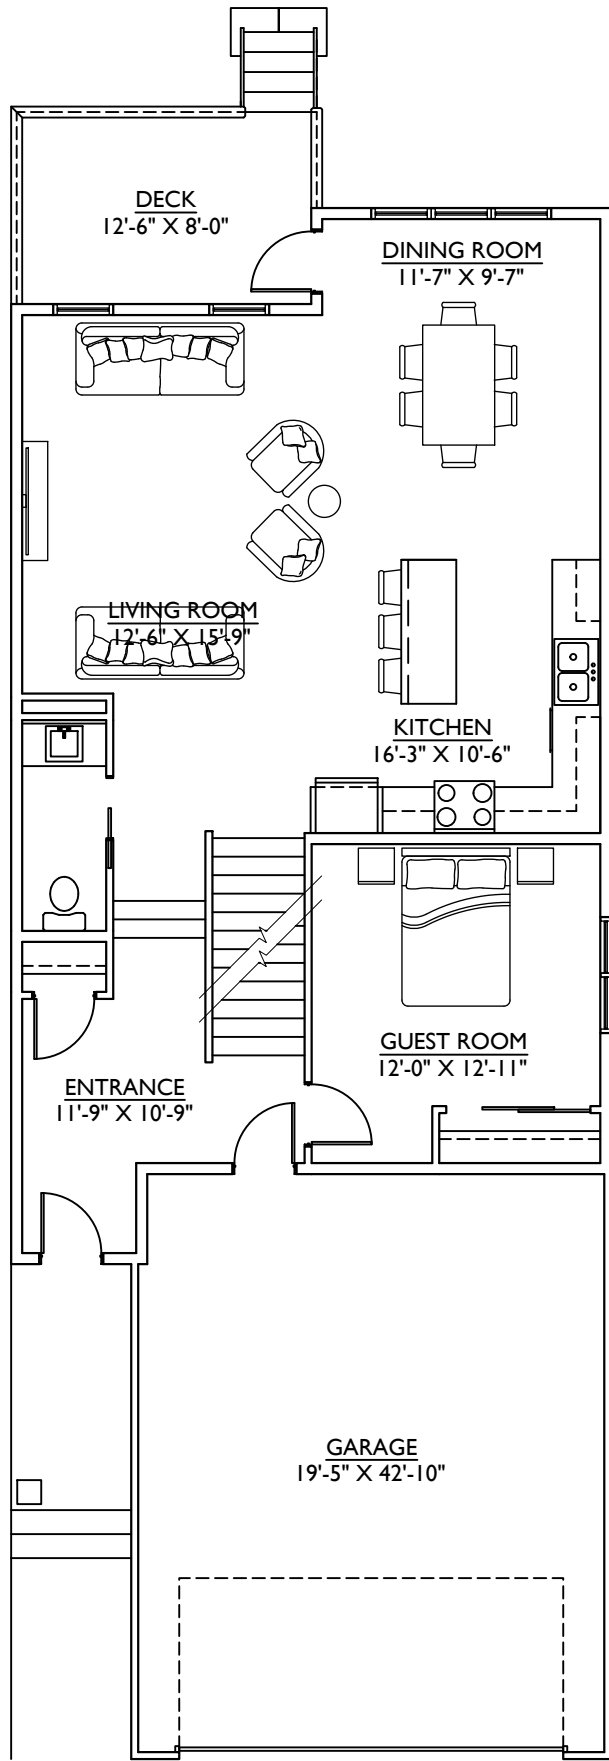 DECK
12'-6" X 8'-0"
DINING ROOM
11'-7" X 9'-7"
LIVING ROOM
12'-6" X 15'-9"
KITCHEN
16'-3" X 10'-6"
GUEST ROOM
12'-0" X 12'-11"
ENTRANCE
11'-9" X 10'-9"
GARAGE
19'-5" X 42'-10"